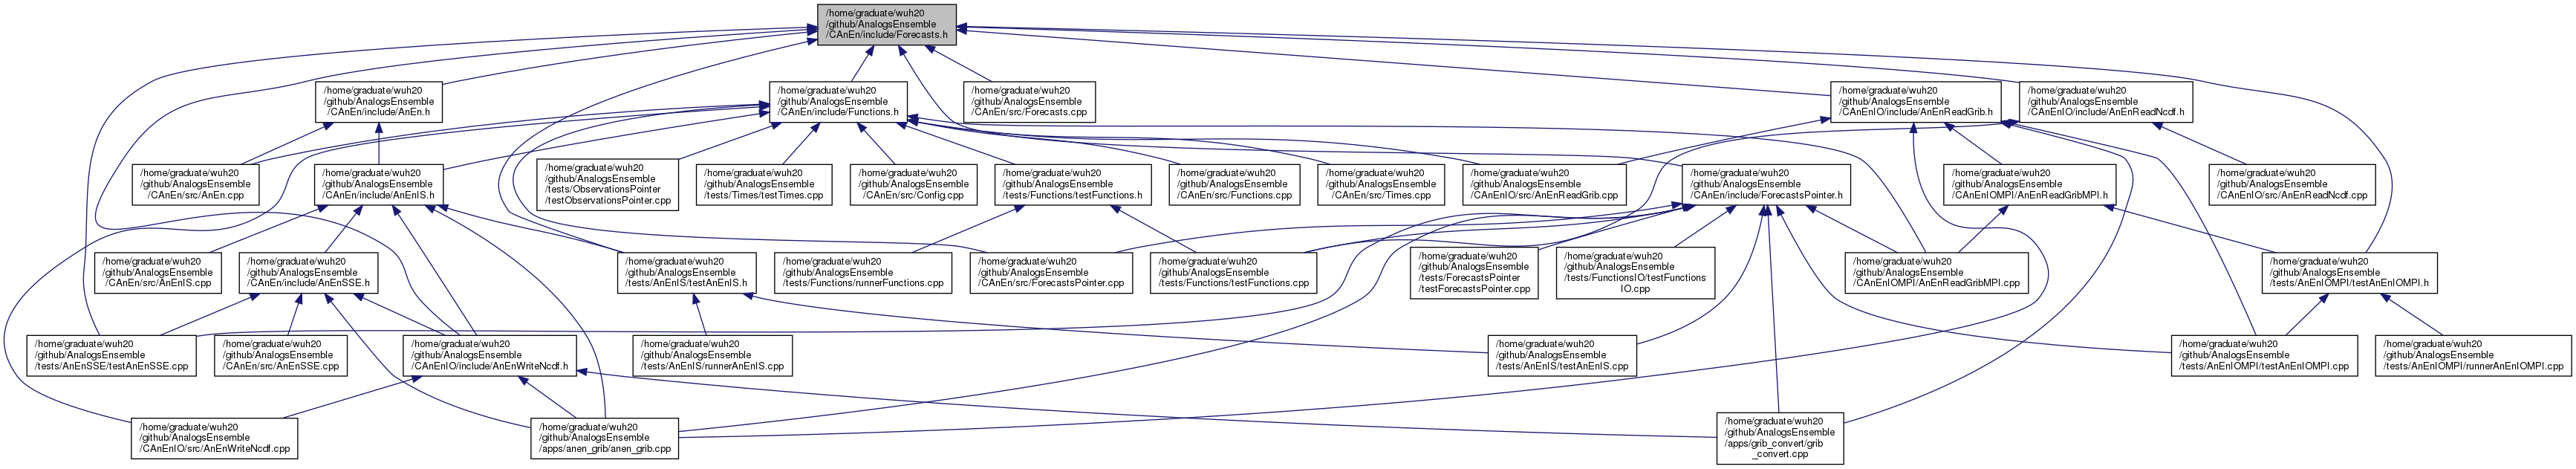 /home/graduate/wuh20
/github/AnalogsEnsemble
/CAnEn/include/Forecasts.h
/home/graduate/wuh20
/github/AnalogsEnsemble
/CAnEn/include/AnEn.h
/home/graduate/wuh20
/github/AnalogsEnsemble
/CAnEn/include/Functions.h
/home/graduate/wuh20
/github/AnalogsEnsemble
/CAnEn/src/Forecasts.cpp
/home/graduate/wuh20
/github/AnalogsEnsemble
/CAnEnIO/include/AnEnReadGrib.h
/home/graduate/wuh20
/github/AnalogsEnsemble
/CAnEnIO/include/AnEnReadNcdf.h
/home/graduate/wuh20
/github/AnalogsEnsemble
/CAnEn/src/AnEn.cpp
/home/graduate/wuh20
/github/AnalogsEnsemble
/CAnEn/include/AnEnIS.h
/home/graduate/wuh20
/github/AnalogsEnsemble
/tests/ObservationsPointer
/testObservationsPointer.cpp
/home/graduate/wuh20
/github/AnalogsEnsemble
/tests/Times/testTimes.cpp
/home/graduate/wuh20
/github/AnalogsEnsemble
/CAnEn/src/Config.cpp
/home/graduate/wuh20
/github/AnalogsEnsemble
/tests/Functions/testFunctions.h
/home/graduate/wuh20
/github/AnalogsEnsemble
/CAnEn/src/Functions.cpp
/home/graduate/wuh20
/github/AnalogsEnsemble
/CAnEn/src/Times.cpp
/home/graduate/wuh20
/github/AnalogsEnsemble
/CAnEnIO/src/AnEnReadGrib.cpp
/home/graduate/wuh20
/github/AnalogsEnsemble
/CAnEn/include/ForecastsPointer.h
/home/graduate/wuh20
/github/AnalogsEnsemble
/CAnEnIOMPI/AnEnReadGribMPI.h
/home/graduate/wuh20
/github/AnalogsEnsemble
/CAnEnIO/src/AnEnReadNcdf.cpp
/home/graduate/wuh20
/github/AnalogsEnsemble
/CAnEn/src/AnEnIS.cpp
/home/graduate/wuh20
/github/AnalogsEnsemble
/CAnEn/include/AnEnSSE.h
/home/graduate/wuh20
/github/AnalogsEnsemble
/tests/AnEnIS/testAnEnIS.h
/home/graduate/wuh20
/github/AnalogsEnsemble
/tests/Functions/runnerFunctions.cpp
/home/graduate/wuh20
/github/AnalogsEnsemble
/CAnEn/src/ForecastsPointer.cpp
/home/graduate/wuh20
/github/AnalogsEnsemble
/tests/Functions/testFunctions.cpp
/home/graduate/wuh20
/github/AnalogsEnsemble
/tests/ForecastsPointer
/testForecastsPointer.cpp
/home/graduate/wuh20
/github/AnalogsEnsemble
/tests/FunctionsIO/testFunctions
IO.cpp
/home/graduate/wuh20
/github/AnalogsEnsemble
/CAnEnIOMPI/AnEnReadGribMPI.cpp
/home/graduate/wuh20
/github/AnalogsEnsemble
/tests/AnEnIOMPI/testAnEnIOMPI.h
/home/graduate/wuh20
/github/AnalogsEnsemble
/tests/AnEnSSE/testAnEnSSE.cpp
/home/graduate/wuh20
/github/AnalogsEnsemble
/CAnEn/src/AnEnSSE.cpp
/home/graduate/wuh20
/github/AnalogsEnsemble
/CAnEnIO/include/AnEnWriteNcdf.h
/home/graduate/wuh20
/github/AnalogsEnsemble
/tests/AnEnIS/runnerAnEnIS.cpp
/home/graduate/wuh20
/github/AnalogsEnsemble
/tests/AnEnIS/testAnEnIS.cpp
/home/graduate/wuh20
/github/AnalogsEnsemble
/tests/AnEnIOMPI/testAnEnIOMPI.cpp
/home/graduate/wuh20
/github/AnalogsEnsemble
/tests/AnEnIOMPI/runnerAnEnIOMPI.cpp
/home/graduate/wuh20
/github/AnalogsEnsemble
/CAnEnIO/src/AnEnWriteNcdf.cpp
/home/graduate/wuh20
/github/AnalogsEnsemble
/apps/anen_grib/anen_grib.cpp
/home/graduate/wuh20
/github/AnalogsEnsemble
/apps/grib_convert/grib
_convert.cpp